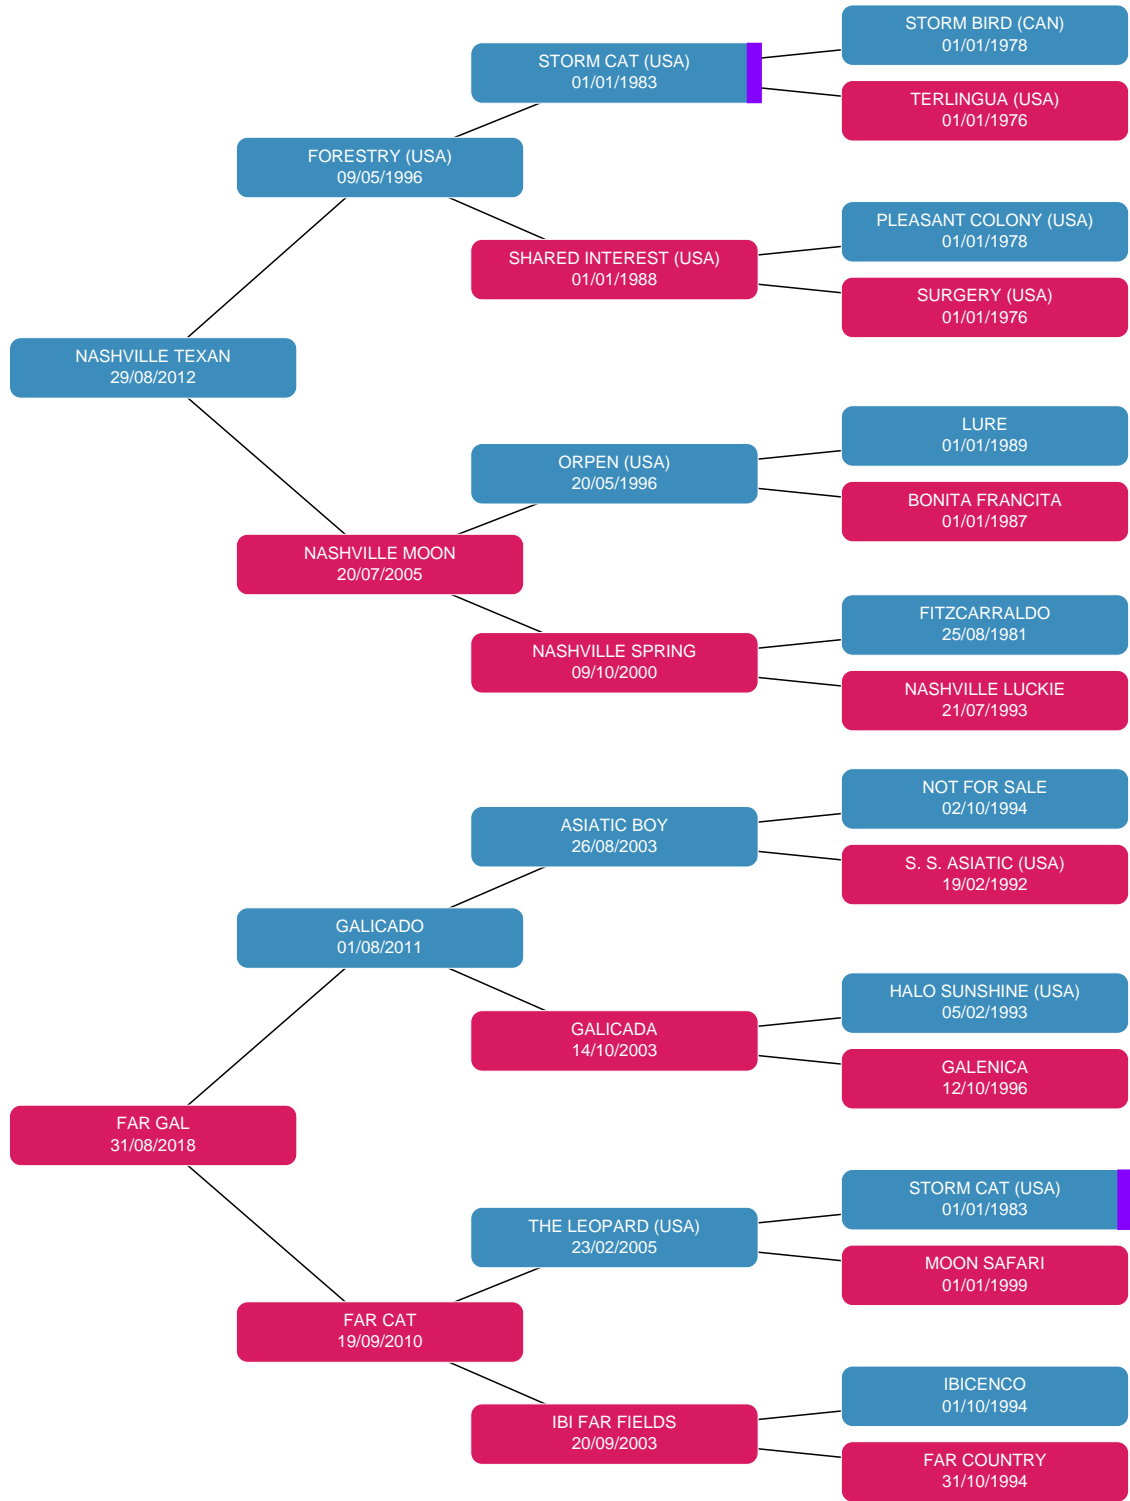 STORM BIRD (CAN)
01/01/1978
STORM CAT (USA)
01/01/1983
TERLINGUA (USA)
01/01/1976
FORESTRY (USA)
09/05/1996
PLEASANT COLONY (USA)
01/01/1978
SHARED INTEREST (USA)
01/01/1988
SURGERY (USA)
01/01/1976
NASHVILLE TEXAN
29/08/2012
LURE
01/01/1989
ORPEN (USA)
20/05/1996
BONITA FRANCITA
01/01/1987
NASHVILLE MOON
20/07/2005
FITZCARRALDO
25/08/1981
NASHVILLE SPRING
09/10/2000
NASHVILLE LUCKIE
21/07/1993
NOT FOR SALE
02/10/1994
ASIATIC BOY
26/08/2003
S. S. ASIATIC (USA)
19/02/1992
GALICADO
01/08/2011
HALO SUNSHINE (USA)
05/02/1993
GALICADA
14/10/2003
GALENICA
12/10/1996
FAR GAL
31/08/2018
STORM CAT (USA)
01/01/1983
THE LEOPARD (USA)
23/02/2005
MOON SAFARI
01/01/1999
FAR CAT
19/09/2010
IBICENCO
01/10/1994
IBI FAR FIELDS
20/09/2003
FAR COUNTRY
31/10/1994